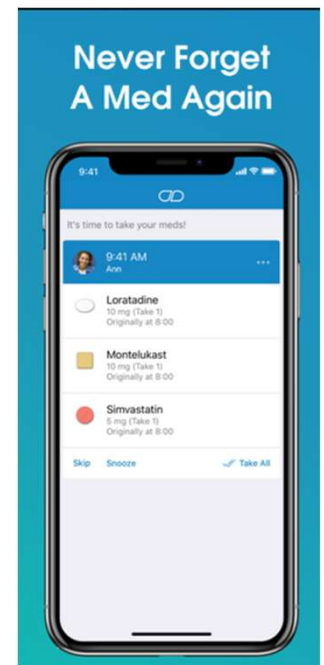 Never Forget
A Med Again
9:41
It's time to take your meds!
9:41 AM
Ann
Loratadine
10 mg (Take 1)
Originally at 8:00
Montelukast
10 mg (Take 1)
Originally at 8:00
Simvastatin
5 mg (Take 1)
Originally at 8:00
Skip Snooze Take All